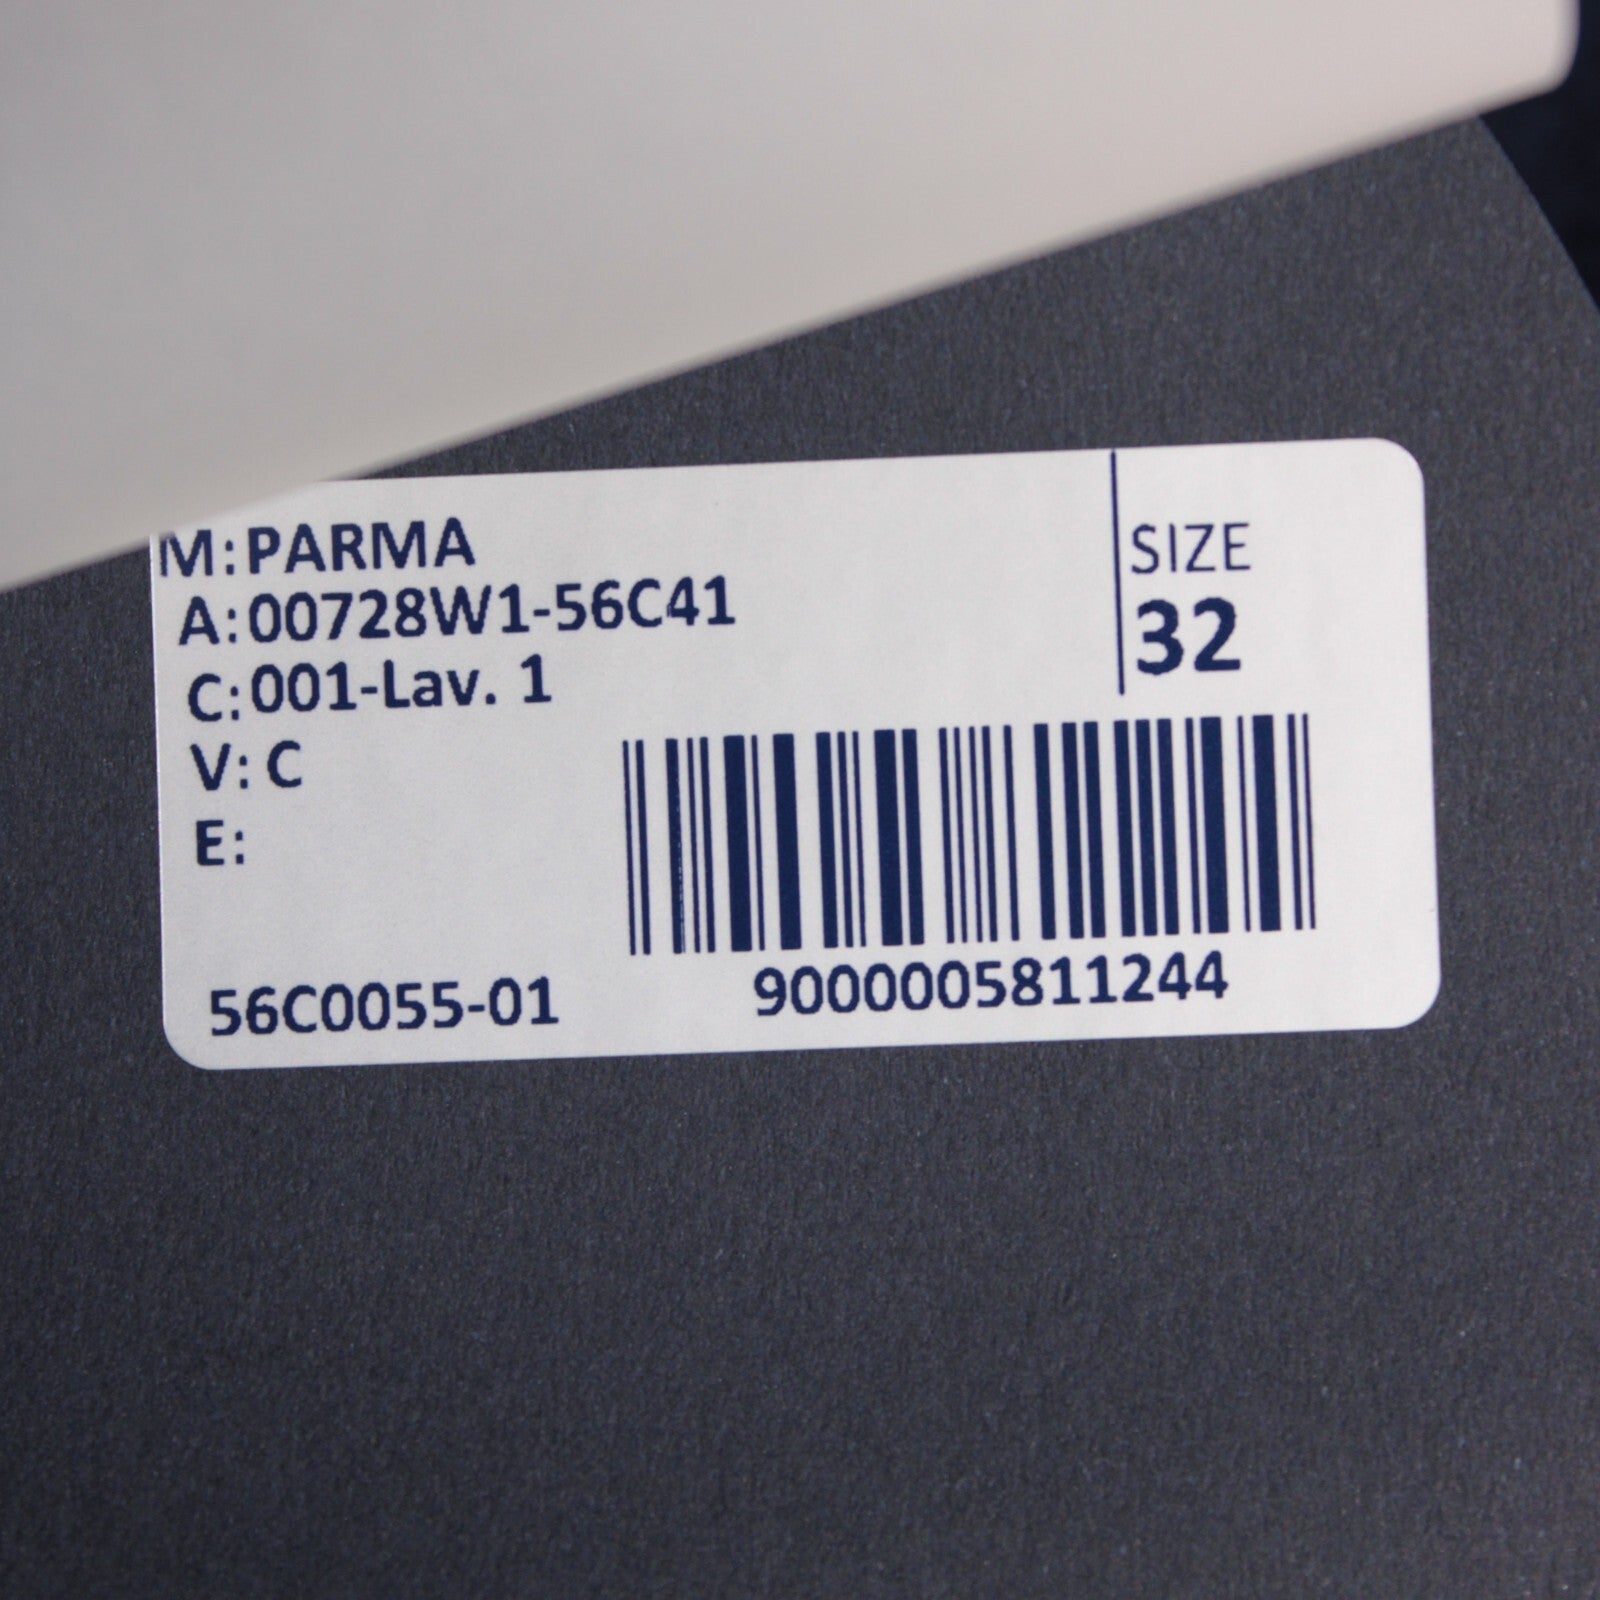 M: PARMA
A: 00728W1-56C41
C: 001-Lav. 1
V: C
E:
SIZE
32
56C0055-01
9000005811244